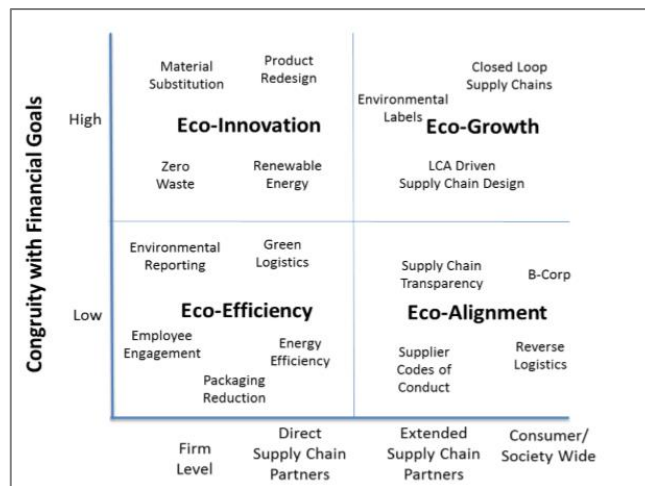 Congruity with Financial Goals
High
Low
Material
Substitution
Product
Redesign
Eco-Innovation
Zero
Waste
Renewable
Energy
Closed Loop
Supply Chains
Environmental
Labels
Eco-Growth
LCA Driven
Supply Chain Design
Environmental
Reporting
Green
Logistics
Eco-Efficiency
Employee
Engagement
Energy
Efficiency
Packaging
Reduction
Supply Chain
Transparency
B-Corp
Eco-Alignment
Supplier
Codes of
Conduct
Reverse
Logistics
Firm
Level
Direct
Supply Chain
Partners
Extended
Supply Chain
Partners
Consumer/
Society Wide